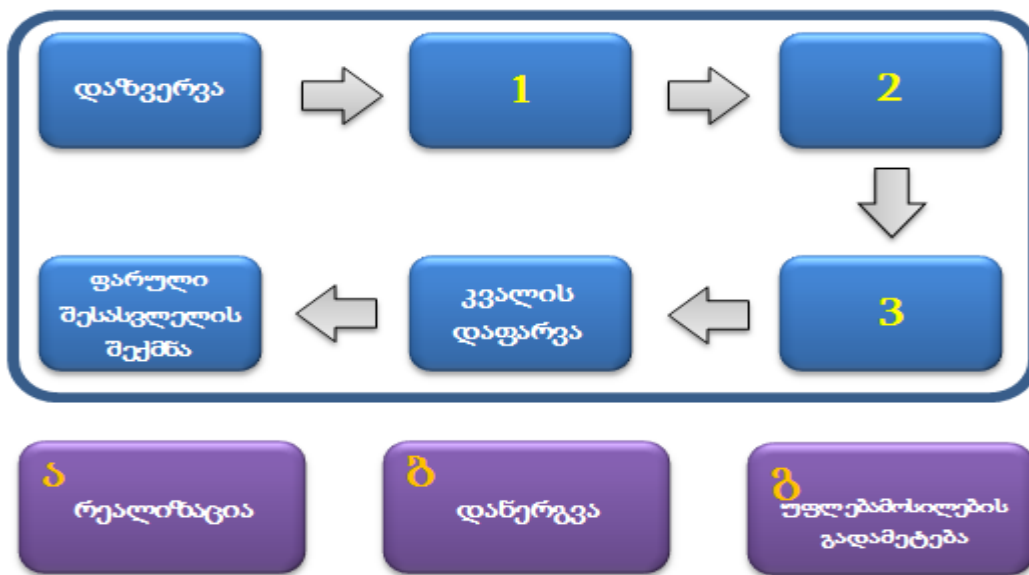 დაზვერვა
1
2
ფარული
შესასვლელის
შექმნა
კვალის
დაფარვა
3
ა
რეალიზაცია
ბ
დანერგვა
გ
უფლებამოსილების
გადამეტება